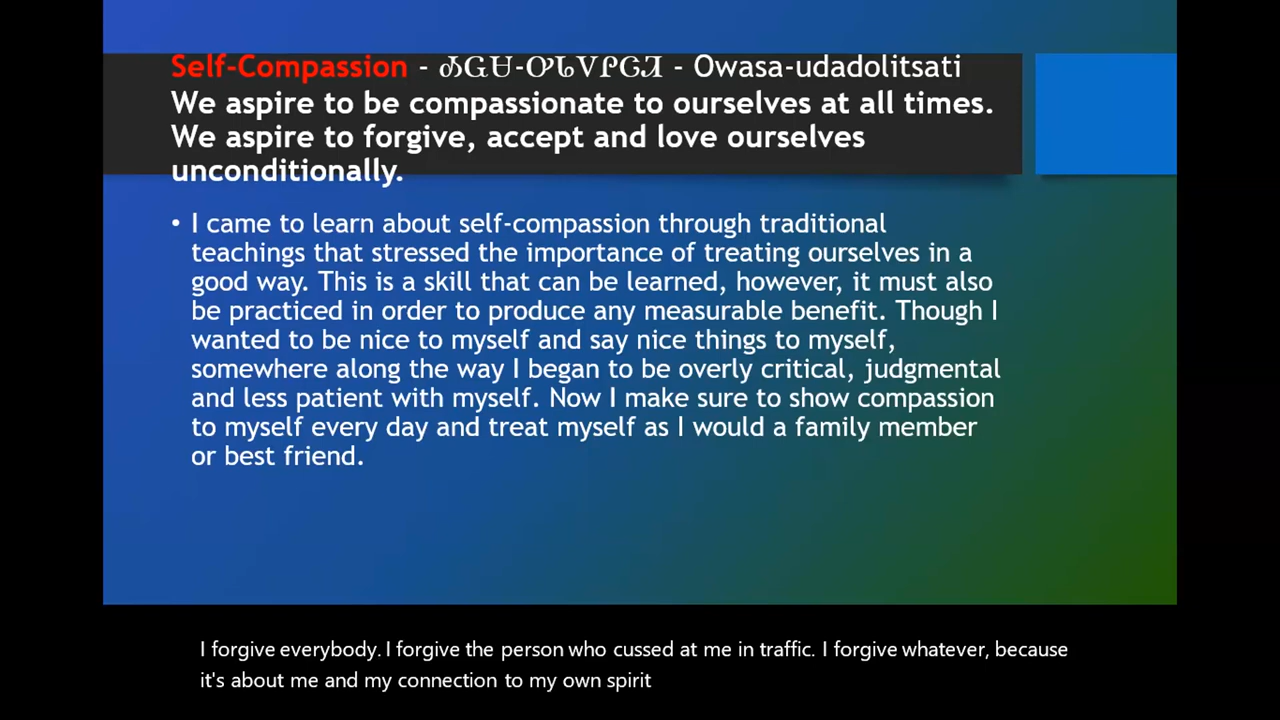 Self-Compassion - ᎣᏩᏌ-ᎤᏓᏙᎵᏣᏘ - Owasa-udadolitsati
We aspire to be compassionate to ourselves at all times.
We aspire to forgive, accept and love ourselves
unconditionally.
• I came to learn about self-compassion through traditional
teachings that stressed the importance of treating ourselves in a
good way. This is a skill that can be learned, however, it must also
be practiced in order to produce any measurable benefit. Though I
wanted to be nice to myself and say nice things to myself,
somewhere along the way I began to be overly critical, judgmental
and less patient with myself. Now I make sure to show compassion
to myself every day and treat myself as I would a family member
or best friend.
I forgive everybody. I forgive the person who cussed at me in traffic. I forgive whatever, because
it's about me and my connection to my own spirit